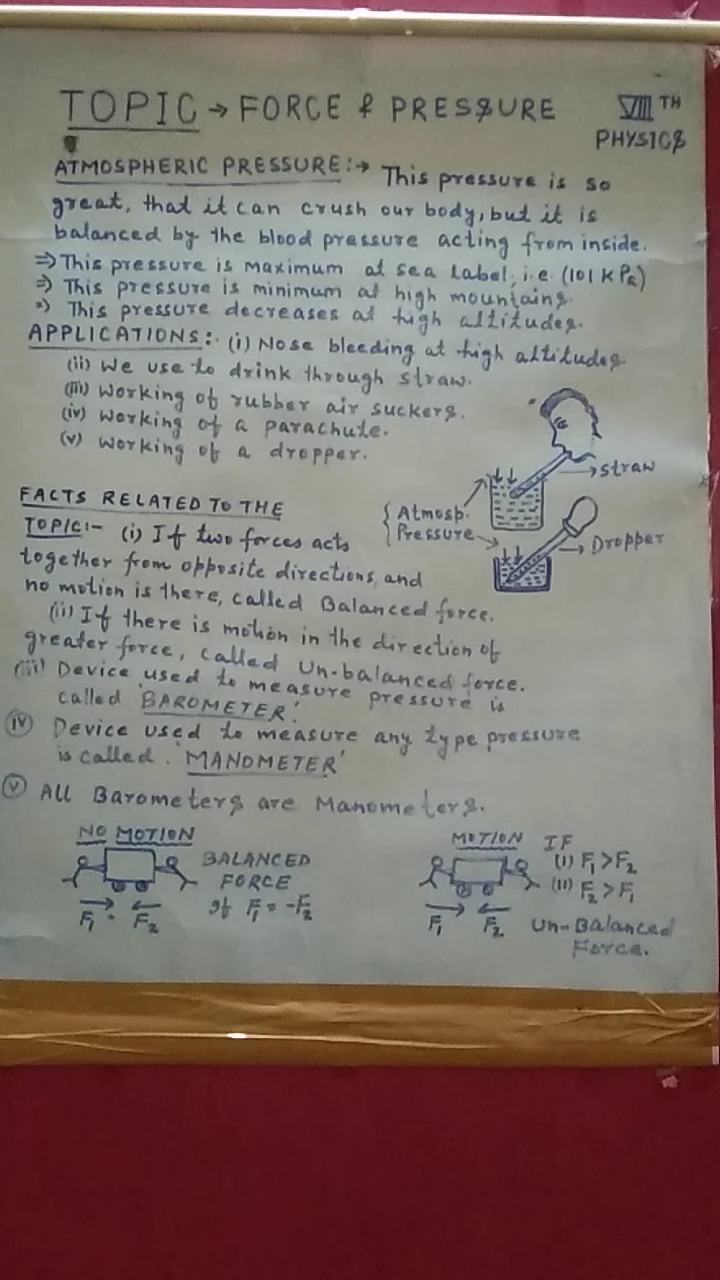 TOPIC → FORCE & PRESSURE
VIII TH
PHYSICS
ATMOSPHERIC PRESSURE:→ This pressure is so
great, that it can crush our body, but it is
balanced by the blood pressure acting from inside.
⇒ This pressure is maximum at sea label, i.e (101 kPa)
⇒ This pressure is minimum at high mountains.
⇒ This pressure decreases at high altitudes.
APPLICATIONS:- (i) Nose bleeding at high altitudes.
(ii) We use to drink through straw.
(iii) Working of rubber air suckers.
(iv) Working of a parachute.
(v) Working of a dropper.
straw
Atmosp.
Pressure
Dropper
FACTS RELATED TO THE
TOPIC:- (i) If two forces acts
together from opposite directions, and
no motion is there, called Balanced force.
(ii) If there is motion in the direction of
greater force, called Un-balanced force.
(iii) Device used to measure pressure is
called 'BAROMETER'.
(iv) Device used to measure any type pressure
is called. 'MANOMETER'
(v) All Barometers are Manometers.
NO MOTION
BALANCED
FORCE
If F₁ = -F₂
F₁ F₂
MOTION IF
(i) F₁ > F₂
(ii) F₂ > F₁
F₁ F₂ Un-Balanced
Force.